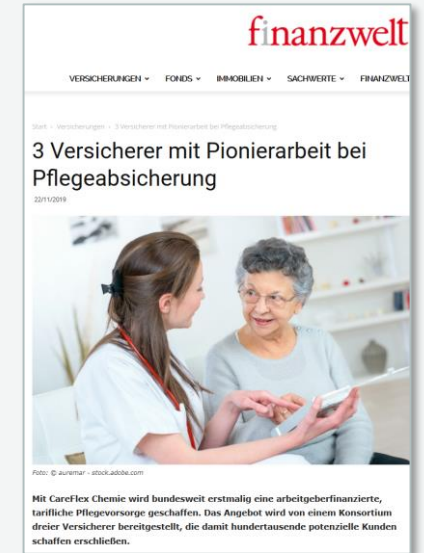 finanzwelt
VERSICHERUNGEN FONDS IMMOBILIEN SACHWERTE FINANZWELT
Start › Versicherungen › 3 Versicherer mit Pionierarbeit bei Pflegeabsicherung
3 Versicherer mit Pionierarbeit bei
Pflegeabsicherung
22/11/2019
Foto: © auremar - stock.adobe.com
Mit CareFlex Chemie wird bundesweit erstmalig eine arbeitgeberfinanzierte,
tarifliche Pflegevorsorge geschaffen. Das Angebot wird von einem Konsortium
dreier Versicherer bereitgestellt, die damit hunderttausende potenzielle Kunden
schaffen erschließen.